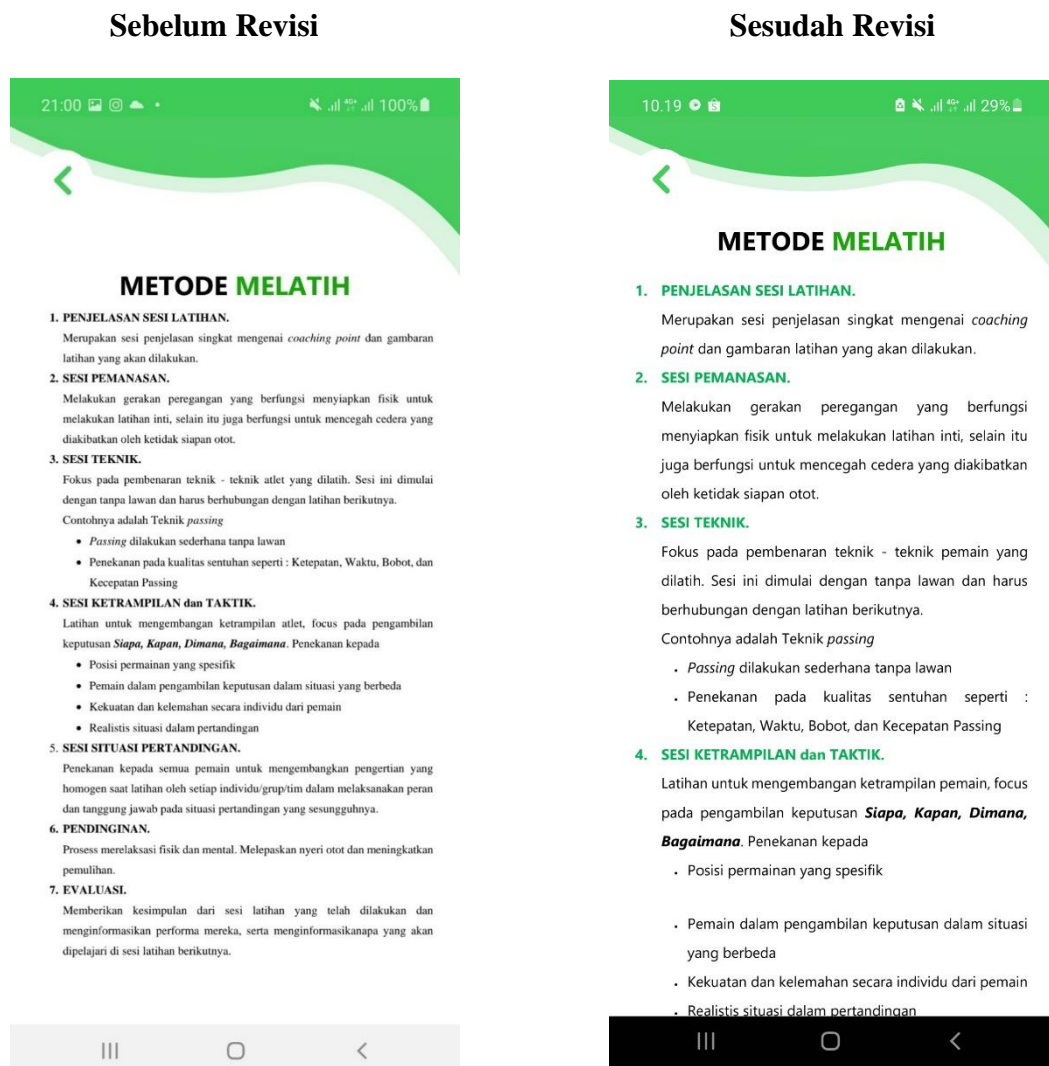 Sebelum Revisi
21:00
4G+
100%
METODE MELATIH
1. PENJELASAN SESI LATIHAN.
Merupakan sesi penjelasan singkat mengenai coaching point dan gambaran
latihan yang akan dilakukan.
2. SESI PEMANASAN.
Melakukan gerakan peregangan yang berfungsi menyiapkan fisik untuk
melakukan latihan inti, selain itu juga berfungsi untuk mencegah cedera yang
diakibatkan oleh ketidak siapan otot.
3. SESI TEKNIK.
Fokus pada pembenaran teknik - teknik atlet yang dilatih. Sesi ini dimulai
dengan tanpa lawan dan harus berhubungan dengan latihan berikutnya.
Contohnya adalah Teknik passing
• Passing dilakukan sederhana tanpa lawan
• Penekanan pada kualitas sentuhan seperti : Ketepatan, Waktu, Bobot, dan
Kecepatan Passing
4. SESI KETRAMPILAN dan TAKTIK.
Latihan untuk mengembangan ketrampilan atlet, focus pada pengambilan
keputusan Siapa, Kapan, Dimana, Bagaimana. Penekanan kepada
• Posisi permainan yang spesifik
• Pemain dalam pengambilan keputusan dalam situasi yang berbeda
• Kekuatan dan kelemahan secara individu dari pemain
• Realistis situasi dalam pertandingan
5. SESI SITUASI PERTANDINGAN.
Penekanan kepada semua pemain untuk mengembangkan pengertian yang
homogen saat latihan oleh setiap individu/grup/tim dalam melaksanakan peran
dan tanggung jawab pada situasi pertandingan yang sesungguhnya.
6. PENDINGINAN.
Prosess merelaksasi fisik dan mental. Melepaskan nyeri otot dan meningkatkan
pemulihan.
7. EVALUASI.
Memberikan kesimpulan dari sesi latihan yang telah dilakukan dan
menginformasikan performa mereka, serta menginformasikanapa yang akan
dipelajari di sesi latihan berikutnya.
Sesudah Revisi
10.19
4G+
29%
METODE MELATIH
1. PENJELASAN SESI LATIHAN.
Merupakan sesi penjelasan singkat mengenai coaching
point dan gambaran latihan yang akan dilakukan.
2. SESI PEMANASAN.
Melakukan gerakan peregangan yang berfungsi
menyiapkan fisik untuk melakukan latihan inti, selain itu
juga berfungsi untuk mencegah cedera yang diakibatkan
oleh ketidak siapan otot.
3. SESI TEKNIK.
Fokus pada pembenaran teknik - teknik pemain yang
dilatih. Sesi ini dimulai dengan tanpa lawan dan harus
berhubungan dengan latihan berikutnya.
Contohnya adalah Teknik passing
• Passing dilakukan sederhana tanpa lawan
• Penekanan pada kualitas sentuhan seperti :
Ketepatan, Waktu, Bobot, dan Kecepatan Passing
4. SESI KETRAMPILAN dan TAKTIK.
Latihan untuk mengembangan ketrampilan pemain, focus
pada pengambilan keputusan Siapa, Kapan, Dimana,
Bagaimana. Penekanan kepada
• Posisi permainan yang spesifik
• Pemain dalam pengambilan keputusan dalam situasi
yang berbeda
• Kekuatan dan kelemahan secara individu dari pemain
• Realistis situasi dalam pertandingan